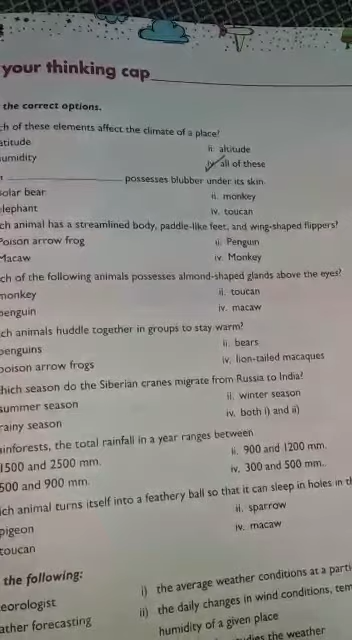 your thinking cap
the correct options.
ch of these elements affect the climate of a place?
atitude ii. altitude
umidity iv. all of these
possesses blubber under its skin.
olar bear ii. monkey
lephant iv. toucan
ch animal has a streamlined body, paddle-like feet, and wing-shaped flippers?
Poison arrow frog ii. Penguin
Macaw iv. Monkey
ch of the following animals possesses almond-shaped glands above the eyes?
monkey ii. toucan
penguin iv. macaw
ch animals huddle together in groups to stay warm?
penguins ii. bears
poison arrow frogs iv. lion-tailed macaques
hich season do the Siberian cranes migrate from Russia to India?
summer season ii. winter season
rainy season iv. both i) and ii)
ainforests, the total rainfall in a year ranges between
1500 and 2500 mm. ii. 900 and 1200 mm.
500 and 900 mm. iv. 300 and 500 mm.
ich animal turns itself into a feathery ball so that it can sleep in holes in th
pigeon ii. sparrow
toucan iv. macaw
the following:
eorologist i) the average weather conditions at a parti
ather forecasting ii) the daily changes in wind conditions, tem
humidity of a given place
udies the weather